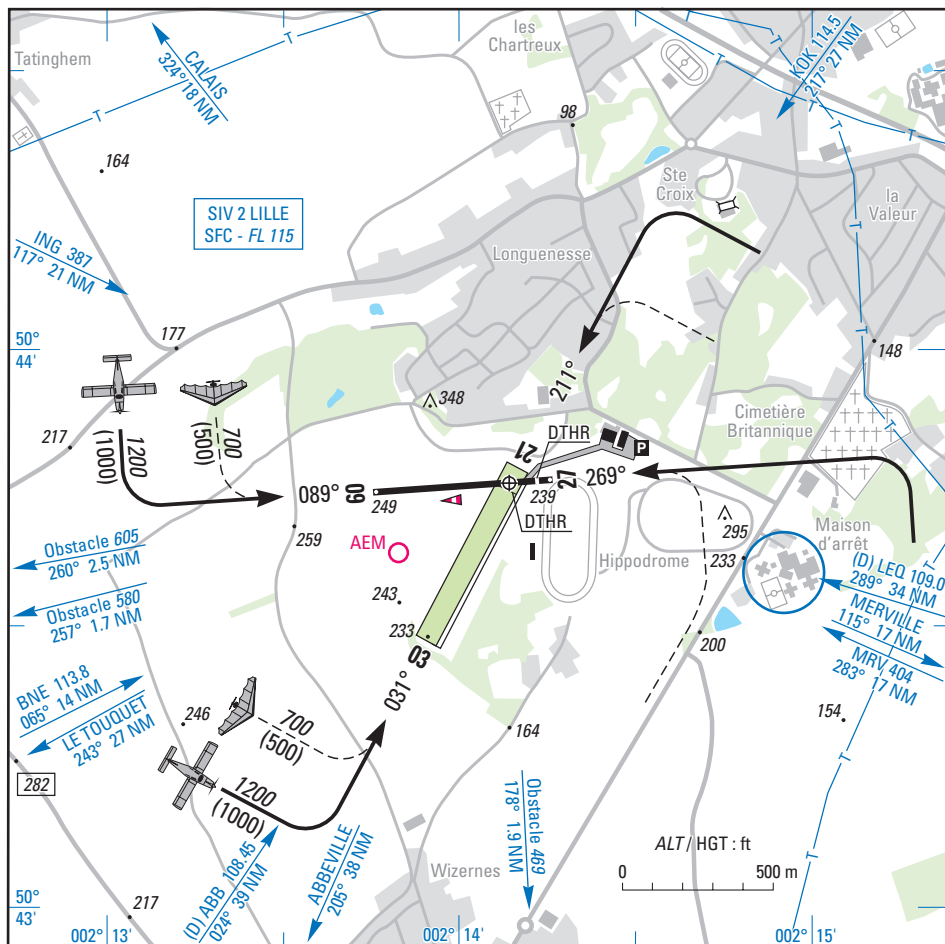 Tatinghem
CALAIS
324° 18 NM
les
Chartreux
KOK 114.5
217° 27 NM
T
T
T
T
T
98
164
Ste
Croix
la
Valeur
SIV 2 LILLE
SFC - FL 115
ING 387
117° 21 NM
Longuenesse
T
50°
44'
177
148
211°
348
1200
(1000)
700
(500)
217
Cimetière
Britannique
DTHR
P
21
089°
09
249
239
27
269°
DTHR
259
AEM
295
Hippodrome
233
Maison
d'arrêt
Obstacle 605
260° 2.5 NM
(D) LEQ 109.0
289° 34 NM
Obstacle 580
257° 1.7 NM
243
MERVILLE
115° 17 NM
233
03
200
MRV 404
283° 17 NM
031°
BNE 113.8
065° 14 NM
LE TOUQUET
243° 27 NM
246
700
(500)
164
154
T
282
1200
(1000)
Obstacle 469
178° 1.9 NM
ALT / HGT : ft
0
500 m
(D) ABB 108.45
024° 39 NM
ABBEVILLE
205° 38 NM
Wizernes
217
50°
43'
002° 13'
002° 14'
002° 15'
T